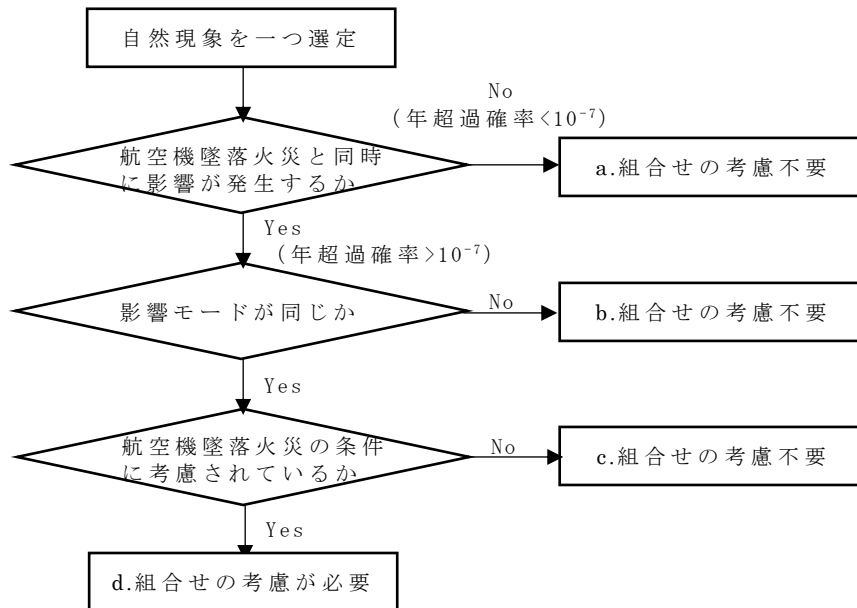 自然現象を一つ選定
No
(年超過確率<10⁻⁷)
航空機墜落火災と同時
に影響が発生するか
a.組合せの考慮不要
Yes
(年超過確率>10⁻⁷)
影響モードが同じか
No
b.組合せの考慮不要
Yes
航空機墜落火災の条件
に考慮されているか
No
c.組合せの考慮不要
Yes
d.組合せの考慮が必要